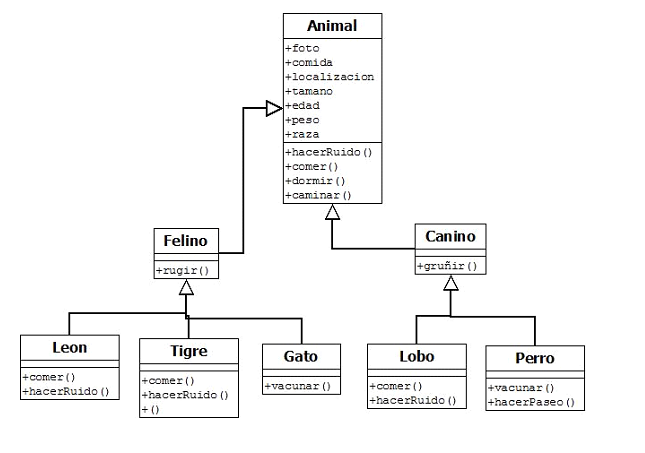 Animal
+foto
+comida
+localizacion
+tamano
+edad
+peso
+raza
+hacerRuido()
+comer()
+dormir()
+caminar()
Felino
+rugir()
Canino
+gruñir()
Leon
+comer()
+hacerRuido()
Tigre
+comer()
+hacerRuido()
+()
Gato
+vacunar()
Lobo
+comer()
+hacerRuido()
Perro
+vacunar()
+hacerPaseo()